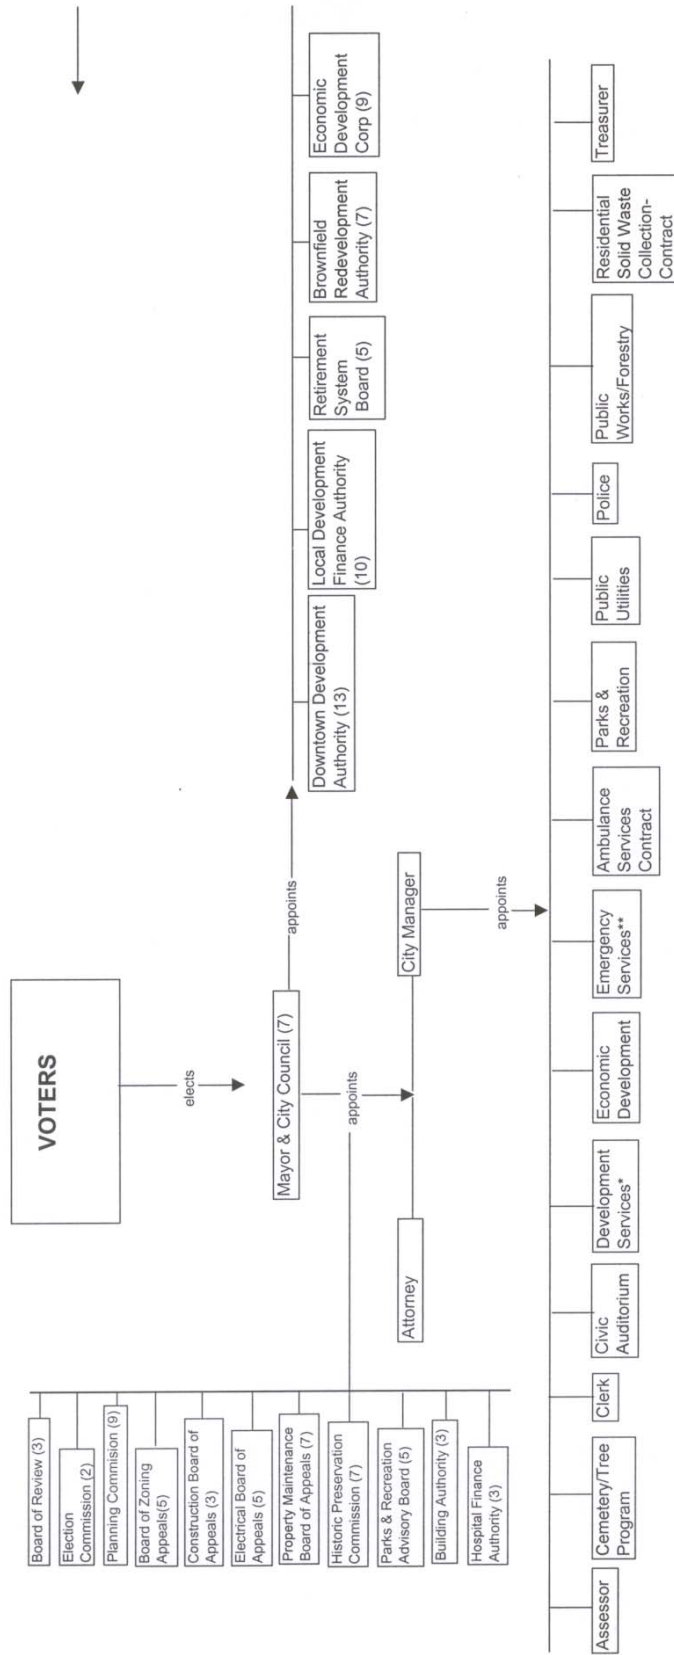 VOTERS
elects
Mayor & City Council (7)
appoints
appoints
Attorney
City Manager
appoints
Board of Review (3)
Election
Commission (2)
Planning Commision (9)
Board of Zoning
Appeals(5)
Construction Board of
Appeals (3)
Electrical Board of
Appeals (5)
Property Maintenance
Board of Appeals (7)
Historic Preservation
Commission (7)
Parks & Recreation
Advisory Board (5)
Building Authority (3)
Hospital Finance
Authority (3)
Downtown Development
Authority (13)
Local Development
Finance Authority
(10)
Retirement
System
Board (5)
Brownfield
Redevelopment
Authority (7)
Economic
Development
Corp (9)
Assessor
Cemetery/Tree
Program
Clerk
Civic
Auditorium
Development
Services*
Economic
Development
Emergency
Services**
Ambulance
Services
Contract
Parks &
Recreation
Public
Utilities
Police
Public
Works/Forestry
Residential
Solid Waste
Collection-
Contract
Treasurer